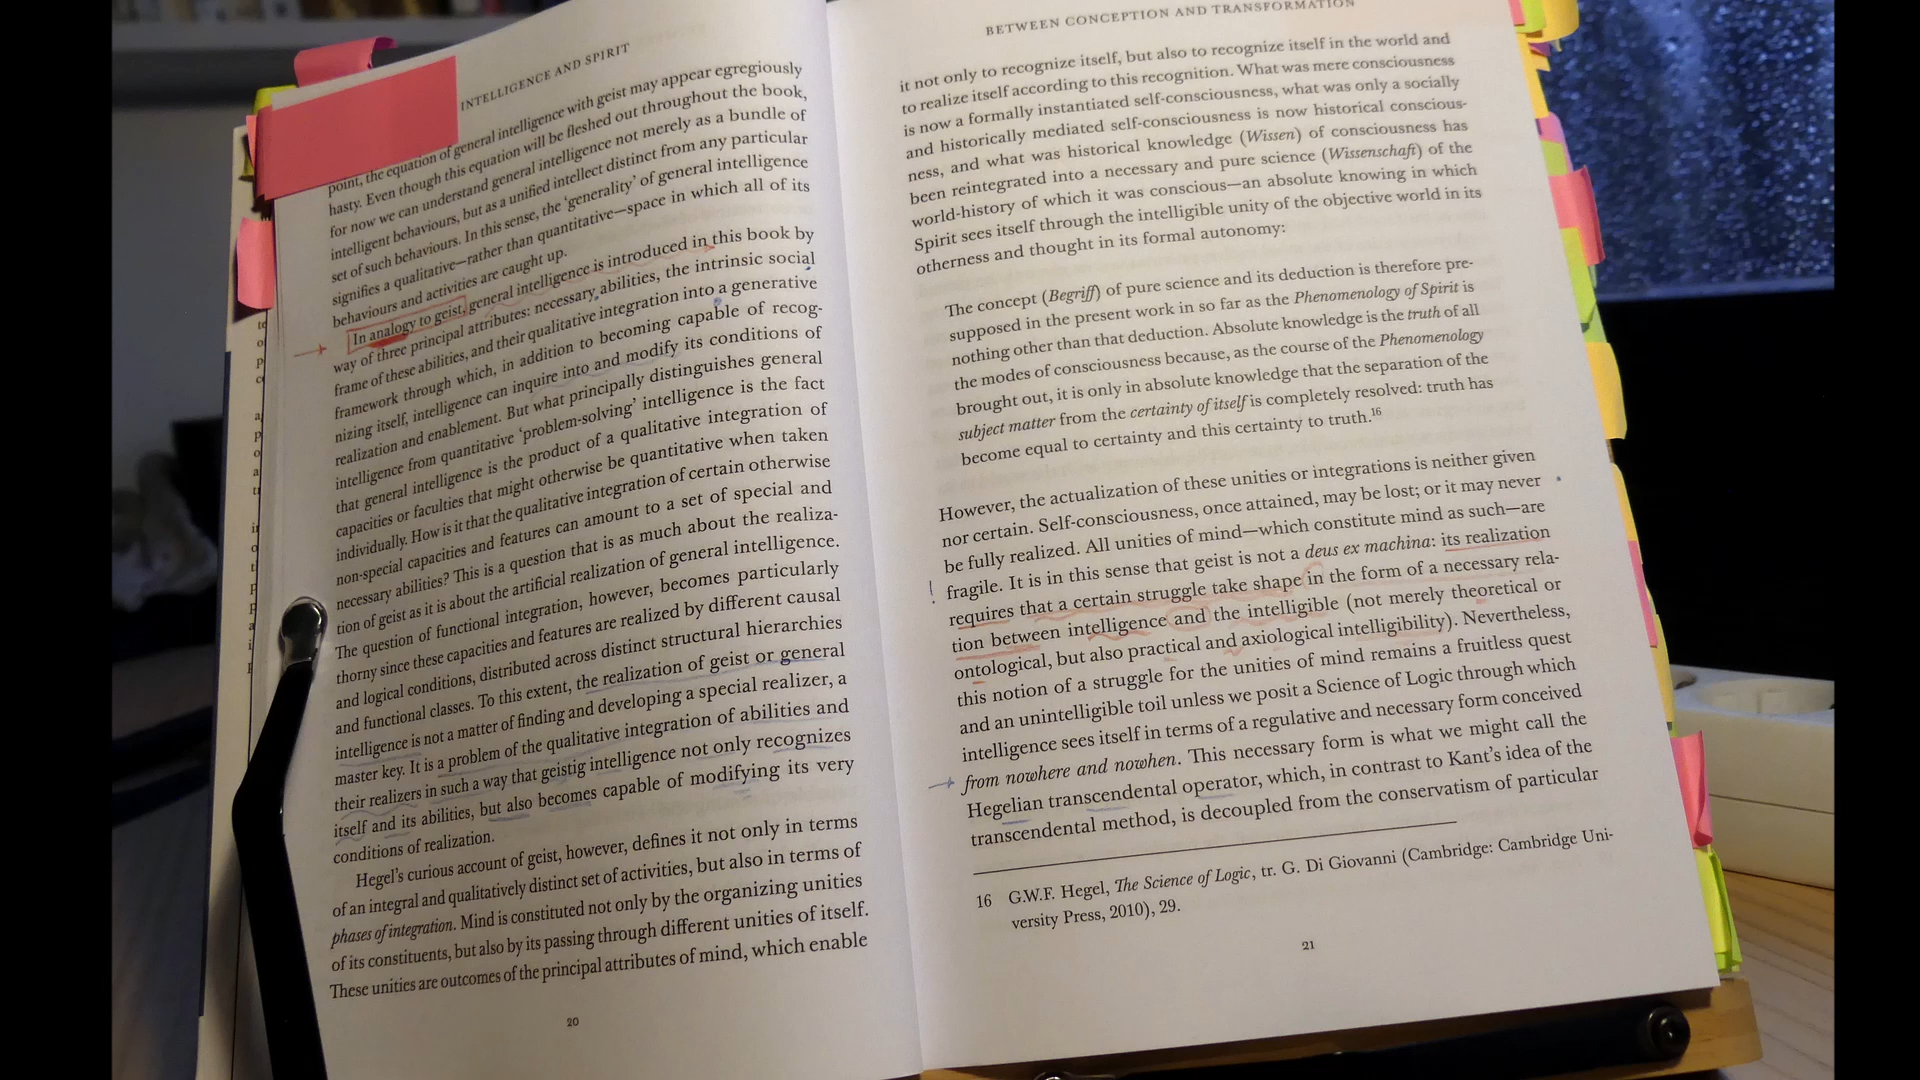 INTELLIGENCE AND SPIRIT
point, the equation of general intelligence with geist may appear egregiously
hasty. Even though this equation will be fleshed out throughout the book,
for now we can understand general intelligence not merely as a bundle of
intelligent behaviours, but as a unified intellect distinct from any particular
set of such behaviours. In this sense, the ‘generality’ of general intelligence
signifies a qualitative—rather than quantitative—space in which all of its
behaviours and activities are caught up.
In analogy to geist, general intelligence is introduced in this book by
way of three principal attributes: necessary abilities, the intrinsic social
frame of these abilities, and their qualitative integration into a generative
framework through which, in addition to becoming capable of recog-
nizing itself, intelligence can inquire into and modify its conditions of
realization and enablement. But what principally distinguishes general
intelligence from quantitative ‘problem-solving’ intelligence is the fact
that general intelligence is the product of a qualitative integration of
capacities or faculties that might otherwise be quantitative when taken
individually. How is it that the qualitative integration of certain otherwise
non-special capacities and features can amount to a set of special and
necessary abilities? This is a question that is as much about the realiza-
tion of geist as it is about the artificial realization of general intelligence.
The question of functional integration, however, becomes particularly
thorny since these capacities and features are realized by different causal
and logical conditions, distributed across distinct structural hierarchies
and functional classes. To this extent, the realization of geist or general
intelligence is not a matter of finding and developing a special realizer, a
master key. It is a problem of the qualitative integration of abilities and
their realizers in such a way that geistig intelligence not only recognizes
itself and its abilities, but also becomes capable of modifying its very
conditions of realization.
Hegel’s curious account of geist, however, defines it not only in terms
of an integral and qualitatively distinct set of activities, but also in terms of
phases of integration. Mind is constituted not only by the organizing unities
of its constituents, but also by its passing through different unities of itself.
These unities are outcomes of the principal attributes of mind, which enable
20
BETWEEN CONCEPTION AND TRANSFORMATION
it not only to recognize itself, but also to recognize itself in the world and
to realize itself according to this recognition. What was mere consciousness
is now a formally instantiated self-consciousness, what was only a socially
and historically mediated self-consciousness is now historical conscious-
ness, and what was historical knowledge (Wissen) of consciousness has
been reintegrated into a necessary and pure science (Wissenschaft) of the
world-history of which it was conscious—an absolute knowing in which
Spirit sees itself through the intelligible unity of the objective world in its
otherness and thought in its formal autonomy:
The concept (Begriff) of pure science and its deduction is therefore pre-
supposed in the present work in so far as the Phenomenology of Spirit is
nothing other than that deduction. Absolute knowledge is the truth of all
the modes of consciousness because, as the course of the Phenomenology
brought out, it is only in absolute knowledge that the separation of the
subject matter from the certainty of itself is completely resolved: truth has
become equal to certainty and this certainty to truth.16
However, the actualization of these unities or integrations is neither given
nor certain. Self-consciousness, once attained, may be lost; or it may never
be fully realized. All unities of mind—which constitute mind as such—are
fragile. It is in this sense that geist is not a deus ex machina: its realization
requires that a certain struggle take shape in the form of a necessary rela-
tion between intelligence and the intelligible (not merely theoretical or
ontological, but also practical and axiological intelligibility). Nevertheless,
this notion of a struggle for the unities of mind remains a fruitless quest
and an unintelligible toil unless we posit a Science of Logic through which
intelligence sees itself in terms of a regulative and necessary form conceived
from nowhere and nowhen. This necessary form is what we might call the
Hegelian transcendental operator, which, in contrast to Kant’s idea of the
transcendental method, is decoupled from the conservatism of particular
16 G.W.F. Hegel, The Science of Logic, tr. G. Di Giovanni (Cambridge: Cambridge Uni-
versity Press, 2010), 29.
21